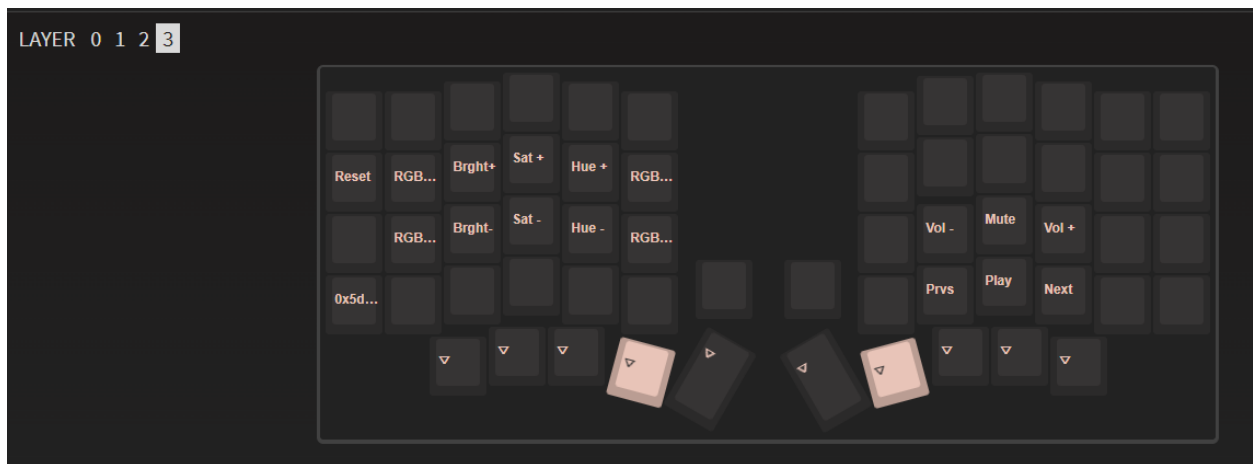 LAYER 0 1 2 3
Sat +
Brght+ Hue +
Reset RGB... RGB...
Sat - Mute
Brght- Hue - Vol - Vol +
RGB... RGB...
Play
Prvs Next
0x5d...
▽ ▽ ▽ ▽ ▽ ▽ ▽ ▽ ▽ ▽